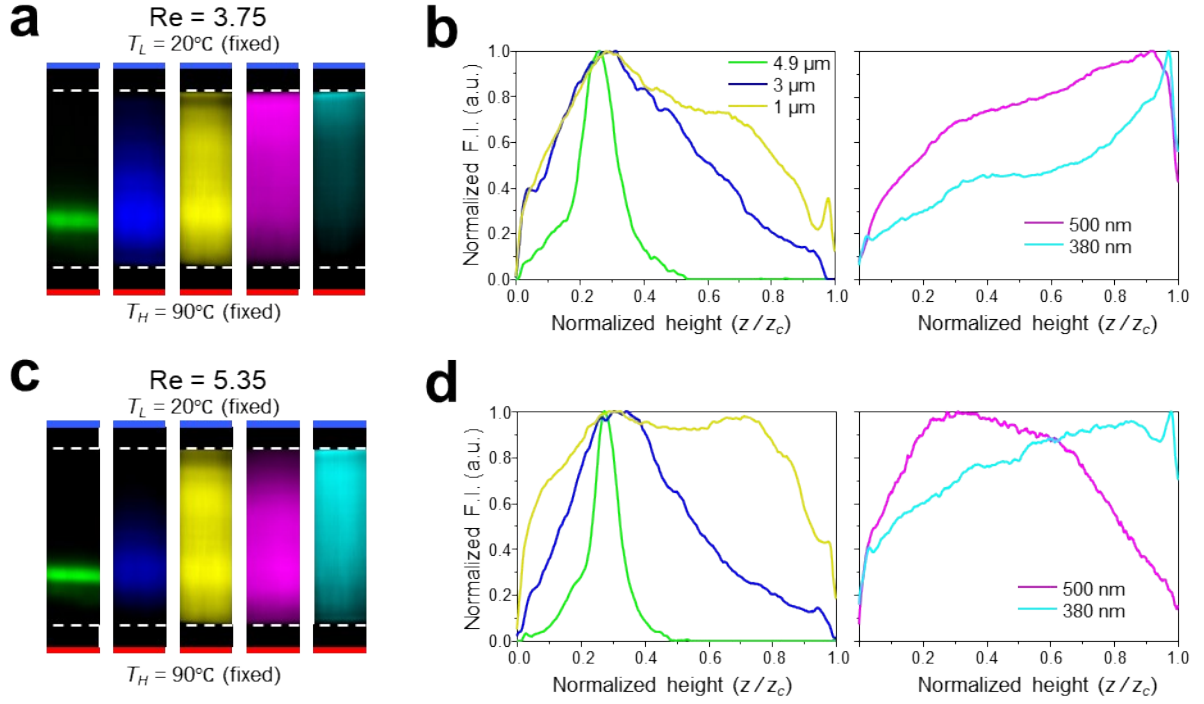 a
Re = 3.75
T_L = 20℃ (fixed)
T_H = 90℃ (fixed)
b
Normalized F.I. (a.u.)
1.0
0.8
0.6
0.4
0.2
0.0
4.9 μm
3 μm
1 μm
0.0 0.2 0.4 0.6 0.8 1.0
Normalized height (z / z_c)
500 nm
380 nm
0.2 0.4 0.6 0.8 1.0
Normalized height (z / z_c)
c
Re = 5.35
T_L = 20℃ (fixed)
T_H = 90℃ (fixed)
d
Normalized F.I. (a.u.)
1.0
0.8
0.6
0.4
0.2
0.0
0.0 0.2 0.4 0.6 0.8 1.0
Normalized height (z / z_c)
500 nm
380 nm
0.2 0.4 0.6 0.8 1.0
Normalized height (z / z_c)